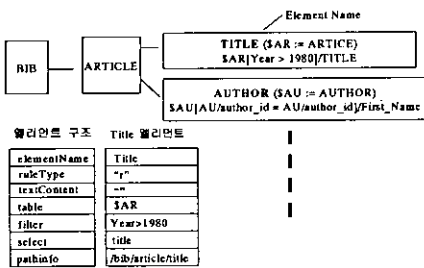 Element Name
TITLE ($AR := ARTICE)
$AR[Year > 1980]/TITLE
BIB
ARTICLE
AUTHOR ($AU := AUTHOR)
$AU[AU/author_id = AU/author_id]/First_Name
엘리먼트 구조 Title 엘리먼트
elementName Title
ruleType "r"
textContent ""
table $AR
filter Year>1980
select title
pathinfo /bib/article/title